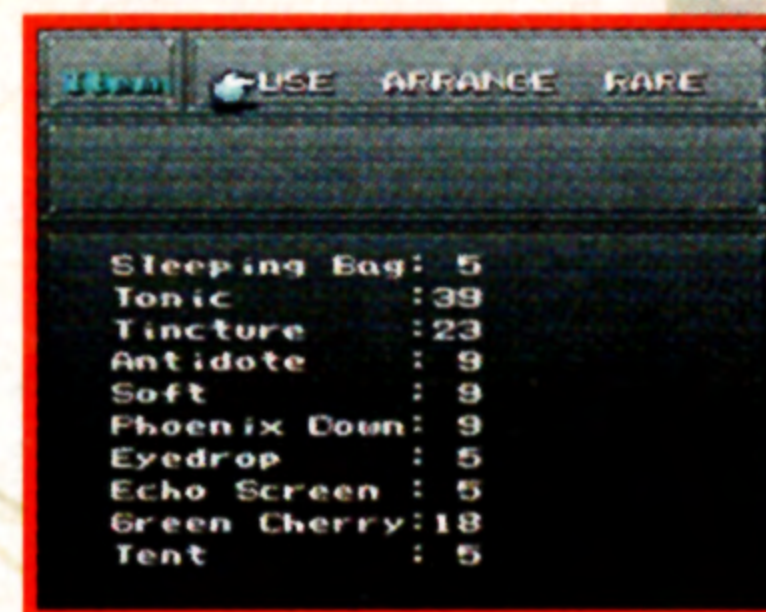 Item USE ARRANGE RARE
Sleeping Bag: 5
Tonic :39
Tincture :23
Antidote : 9
Soft : 9
Phoenix Down: 9
Eyedrop : 5
Echo Screen : 5
Green Cherry:18
Tent : 5